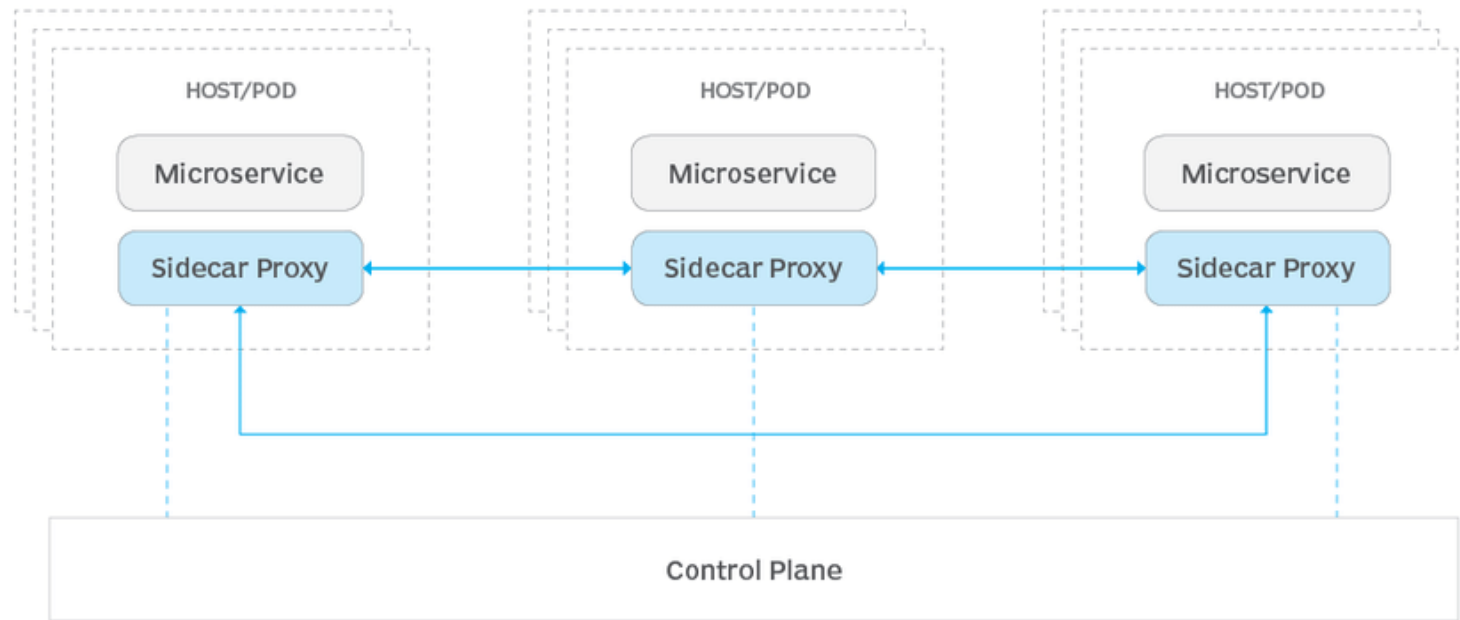 HOST/POD
HOST/POD
HOST/POD
Microservice
Microservice
Microservice
Sidecar Proxy
Sidecar Proxy
Sidecar Proxy
Control Plane